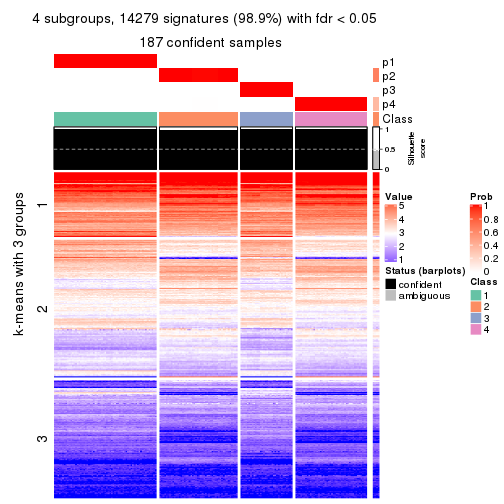 4 subgroups, 14279 signatures (98.9%) with fdr < 0.05
187 confident samples
p1
p2
p3
p4
Class
1
0.5
0
Silhouette
score
k-means with 3 groups
1
2
3
Value
5
4
3
2
1
Status (barplots)
confident
ambiguous
Prob
1
0.8
0.6
0.4
0.2
0
Class
1
2
3
4